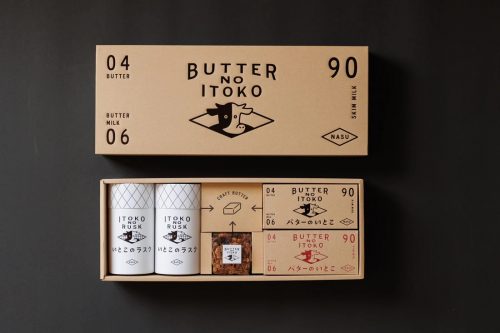 04
BUTTER
BUTTER
NO
ITOKO
90
SKIM MILK
BUTTER
MILK
06
NASU
ITOKO
NO
RUSK
いとこのラスク
ITOKO
NO
RUSK
いとこのラスク
CRAFT BUTTER
BUTTER
NO
ITOKO
04
BUTTER
NO
ITOKO
90
06
バターのいとこ
04
BUTTER
NO
ITOKO
90
06
バターのいとこ